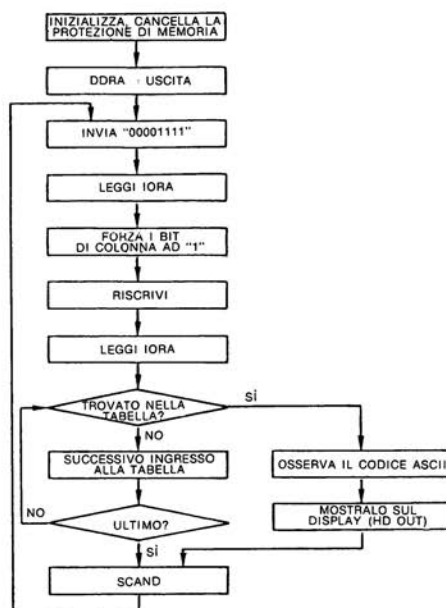 INIZIALIZZA, CANCELLA LA
PROTEZIONE DI MEMORIA
DDRA - USCITA
INVIA "00001111"
LEGGI IORA
FORZA I BIT
DI COLONNA AD "1"
RISCRIVI
LEGGI IORA
TROVATO NELLA
TABELLA?
SÌ
NO
SUCCESSIVO INGRESSO
ALLA TABELLA
OSSERVA IL CODICE ASCII
MOSTRALO SUL
DISPLAY (HD OUT)
NO
ULTIMO?
SÌ
SCAND